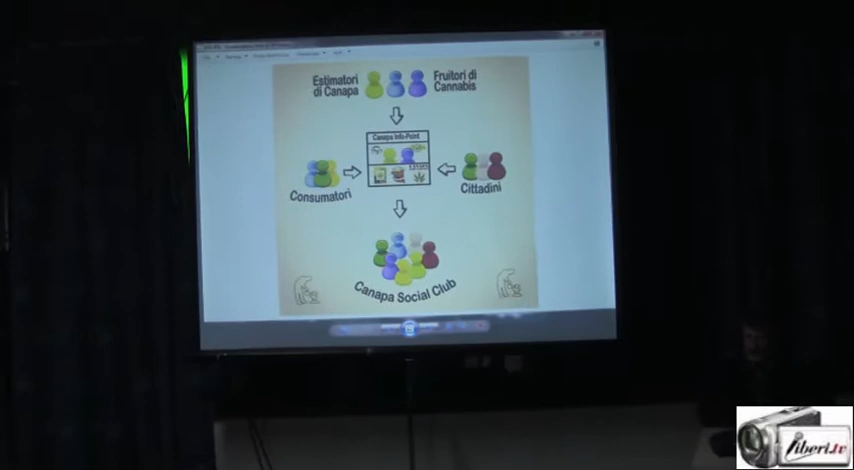 Estimatori
di Canapa
Fruitori di
Cannabis
Canapa Info-Point
Consumatori
Cittadini
Canapa Social Club
liberi.tv